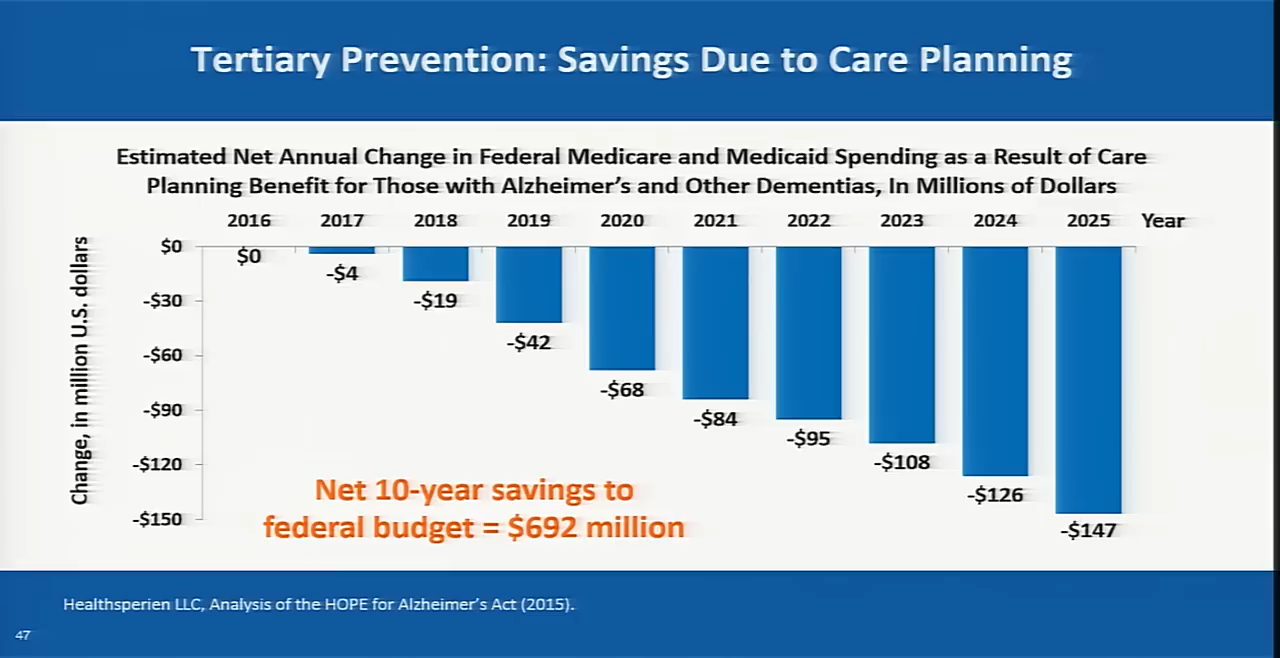 Tertiary Prevention: Savings Due to Care Planning
Estimated Net Annual Change in Federal Medicare and Medicaid Spending as a Result of Care
Planning Benefit for Those with Alzheimer's and Other Dementias, In Millions of Dollars
2016 2017 2018 2019 2020 2021 2022 2023 2024 2025 Year
Change, in million U.S. dollars
$0
-$30
-$60
-$90
-$120
-$150
$0
-$4
-$19
-$42
-$68
-$84
-$95
-$108
-$126
-$147
Net 10-year savings to
federal budget = $692 million
Healthsperien LLC, Analysis of the HOPE for Alzheimer's Act (2015).
47